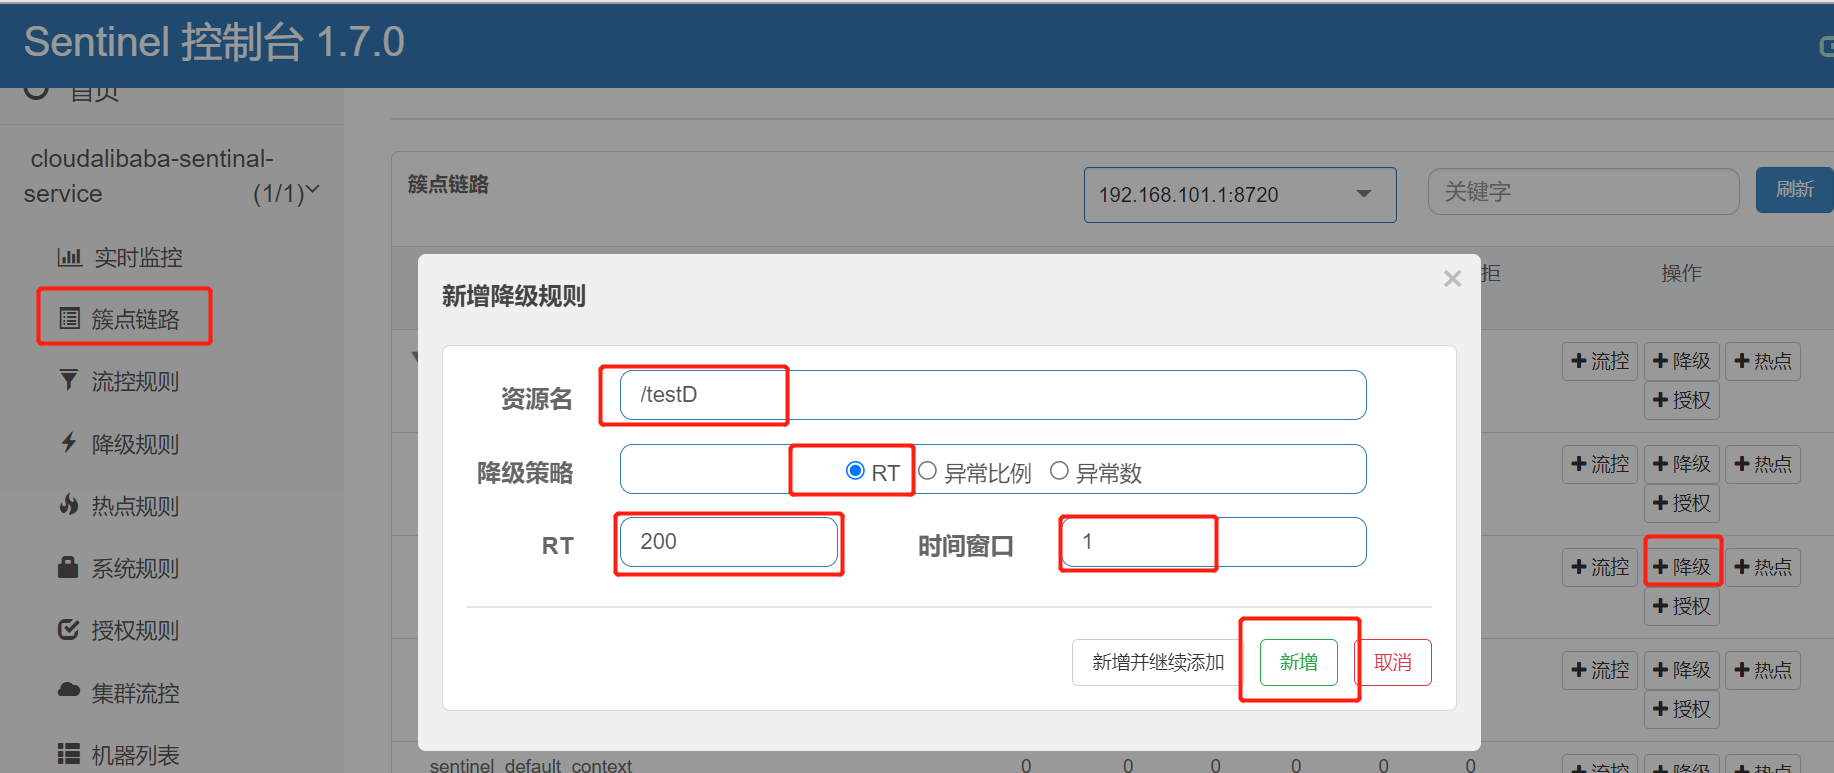 Sentinel 控制台 1.7.0
首页
cloudalibaba-sentinal-
service (1/1)
实时监控
簇点链路
流控规则
降级规则
热点规则
系统规则
授权规则
集群流控
机器列表
簇点链路
192.168.101.1:8720
关键字
刷新
拒
操作
新增降级规则
×
资源名
/testD
降级策略
RT 异常比例 异常数
RT
200
时间窗口
1
新增并继续添加 新增 取消
流控 降级 热点
授权
流控 降级 热点
授权
流控 降级 热点
授权
流控 降级 热点
授权
sentinel_default_context 0 0 0 0 0 0
流控 降级 热点